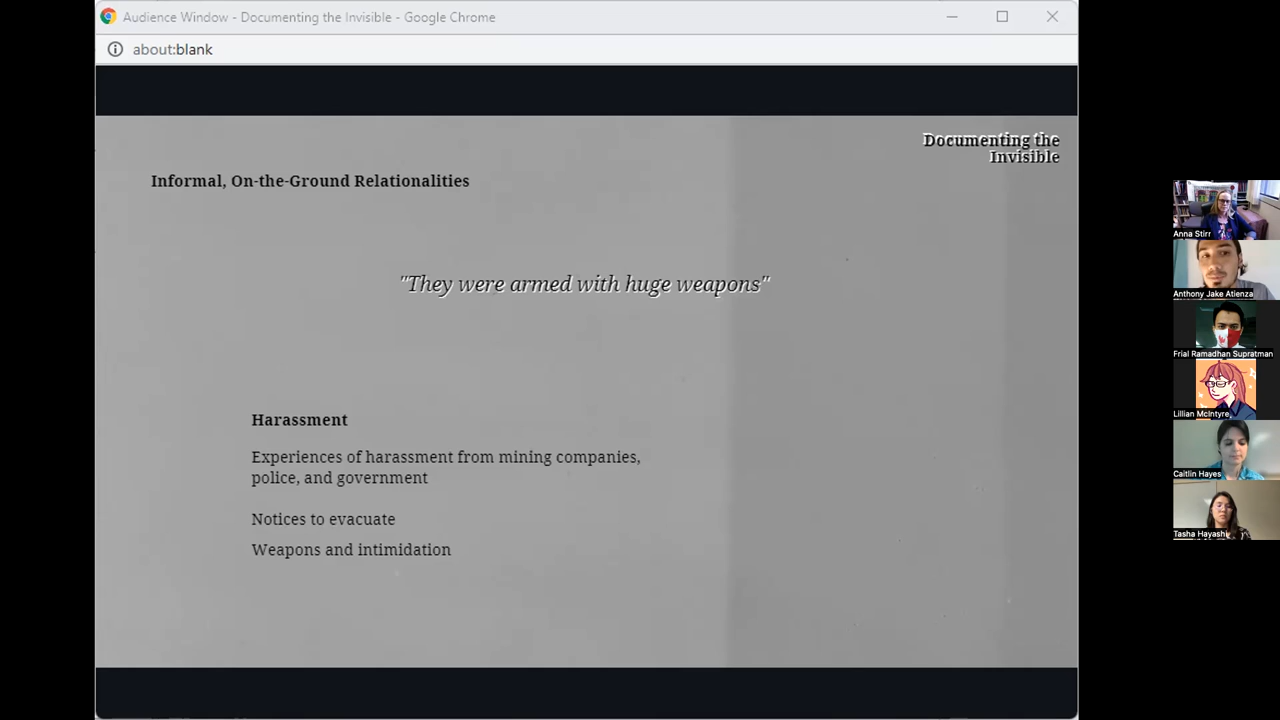 Audience Window - Documenting the Invisible - Google Chrome
about:blank
Documenting the
Invisible
Informal, On-the-Ground Relationalities
"They were armed with huge weapons"
Harassment
Experiences of harassment from mining companies,
police, and government
Notices to evacuate
Weapons and intimidation
Anna Stirr
Anthony Jake Atienza
Frial Ramadhan Supratman
Lillian McIntyre
Caitlin Hayes
Tasha Hayashi